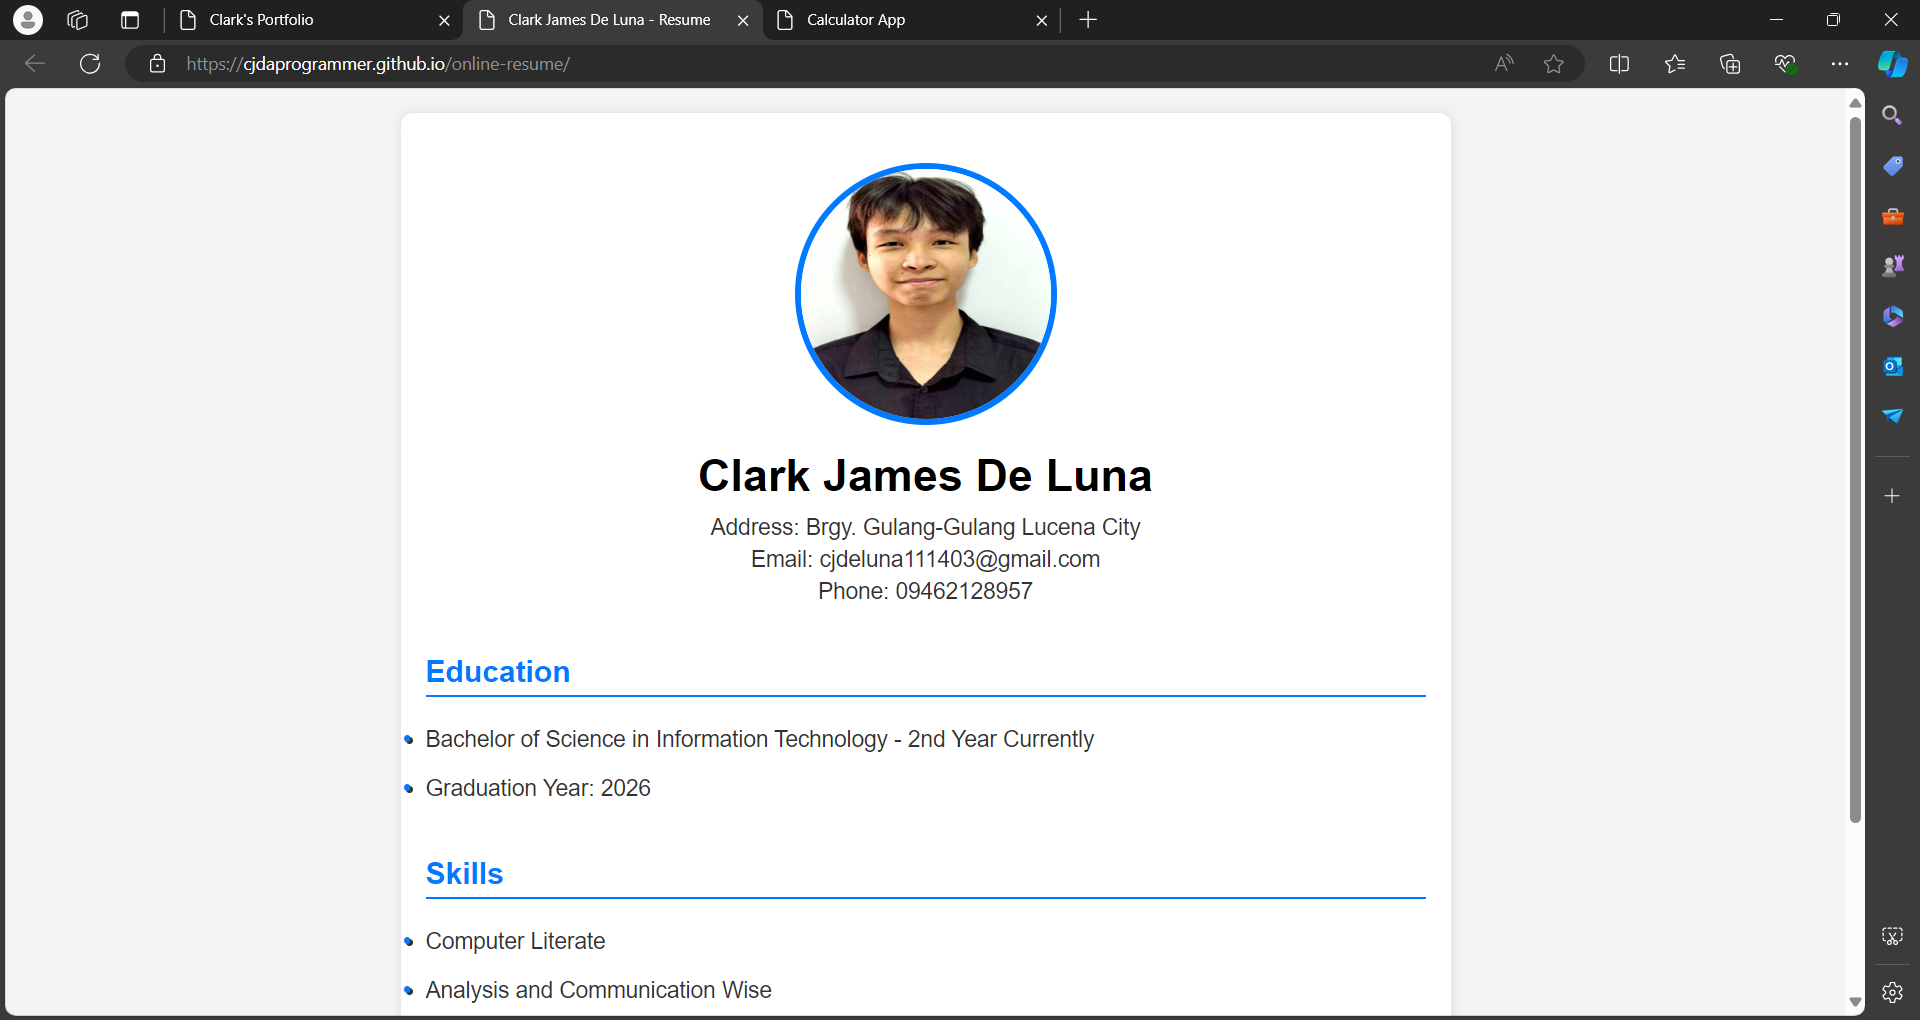 Clark's Portfolio
Clark James De Luna - Resume
Calculator App
https://cjdaprogrammer.github.io/online-resume/
Clark James De Luna
Address: Brgy. Gulang-Gulang Lucena City
Email: cjdeluna111403@gmail.com
Phone: 09462128957
Education
Bachelor of Science in Information Technology - 2nd Year Currently
Graduation Year: 2026
Skills
Computer Literate
Analysis and Communication Wise